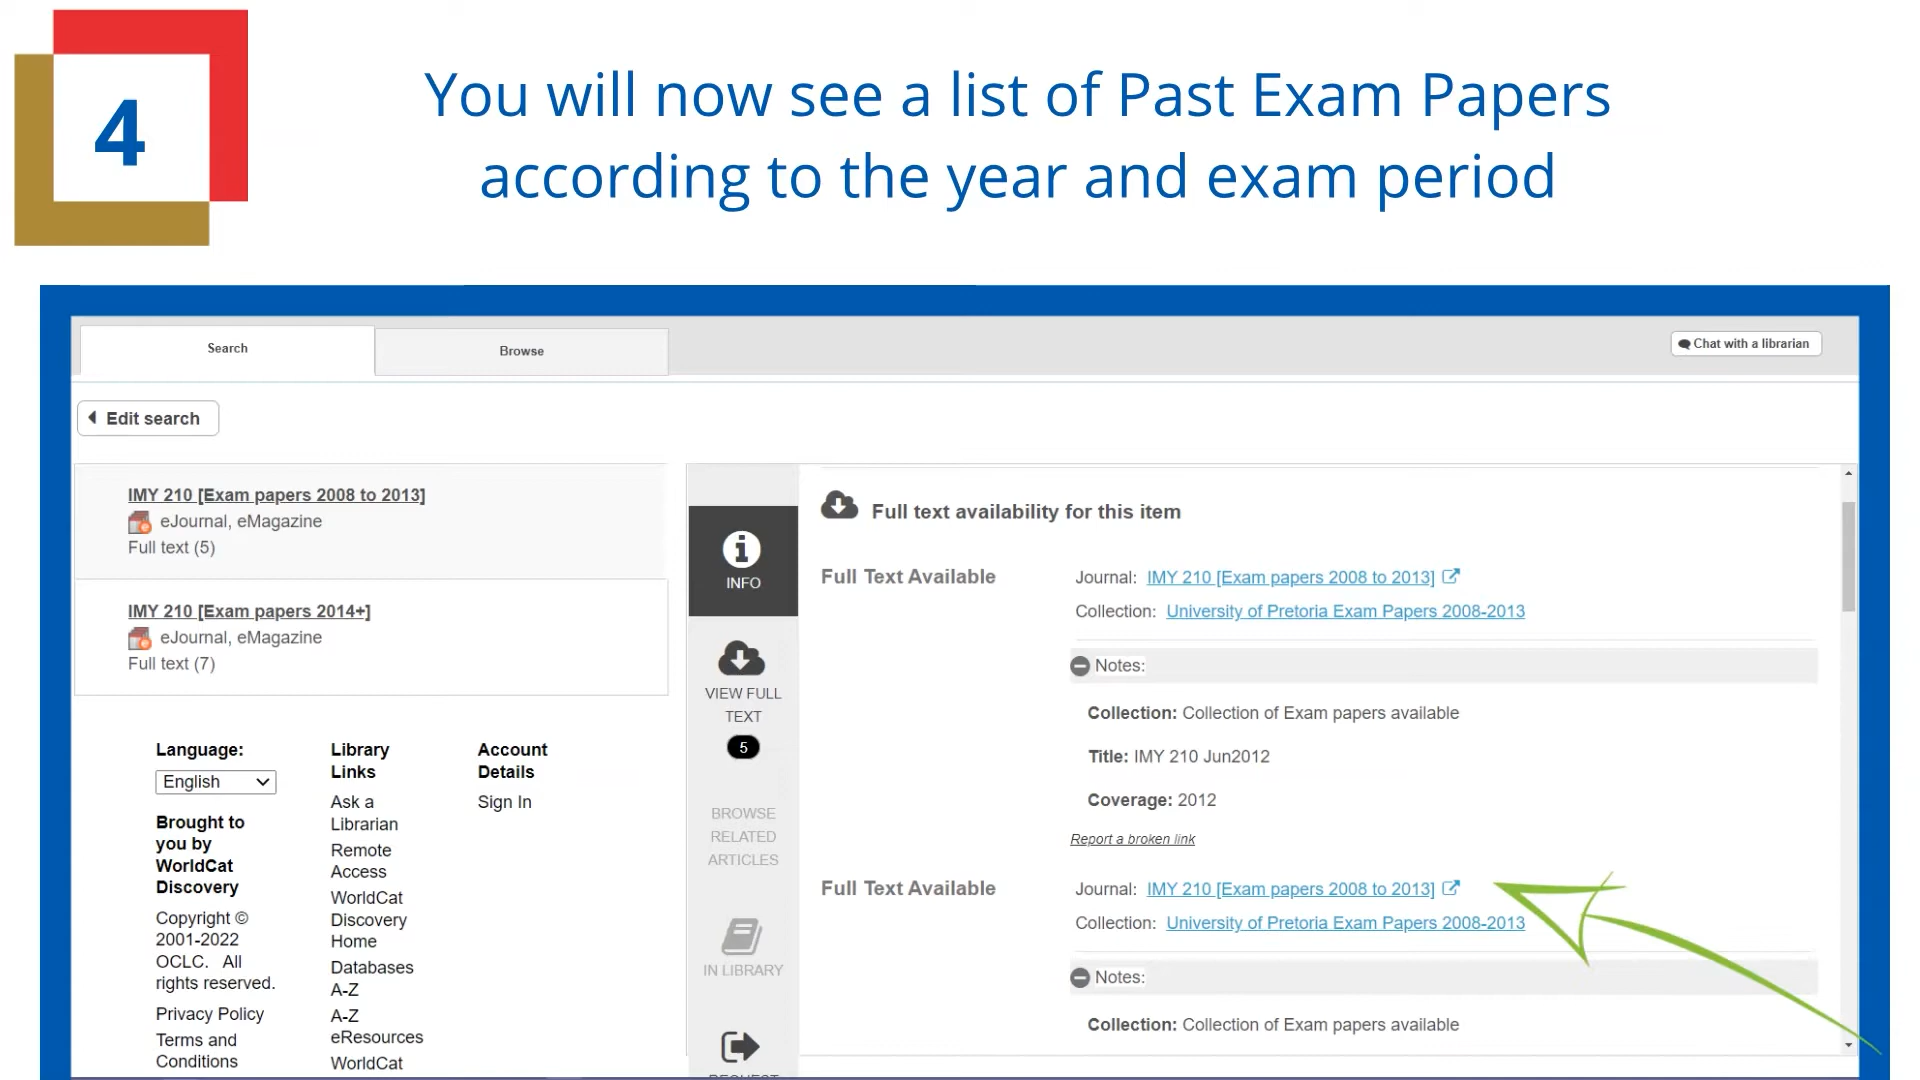 4
You will now see a list of Past Exam Papers
according to the year and exam period
Search
Browse
Chat with a librarian
Edit search
IMY 210 [Exam papers 2008 to 2013]
eJournal, eMagazine
Full text (5)
IMY 210 [Exam papers 2014+]
eJournal, eMagazine
Full text (7)
Language:
English
Brought to
you by
WorldCat
Discovery
Copyright ©
2001-2022
OCLC. All
rights reserved.
Privacy Policy
Terms and
Conditions
Library
Links
Ask a
Librarian
Remote
Access
WorldCat
Discovery
Home
Databases
A-Z
A-Z
eResources
WorldCat
Account
Details
Sign In
INFO
VIEW FULL
TEXT
5
BROWSE
RELATED
ARTICLES
IN LIBRARY
Full text availability for this item
Full Text Available
Journal: IMY 210 [Exam papers 2008 to 2013]
Collection: University of Pretoria Exam Papers 2008-2013
Notes:
Collection: Collection of Exam papers available
Title: IMY 210 Jun2012
Coverage: 2012
Report a broken link
Full Text Available
Journal: IMY 210 [Exam papers 2008 to 2013]
Collection: University of Pretoria Exam Papers 2008-2013
Notes:
Collection: Collection of Exam papers available